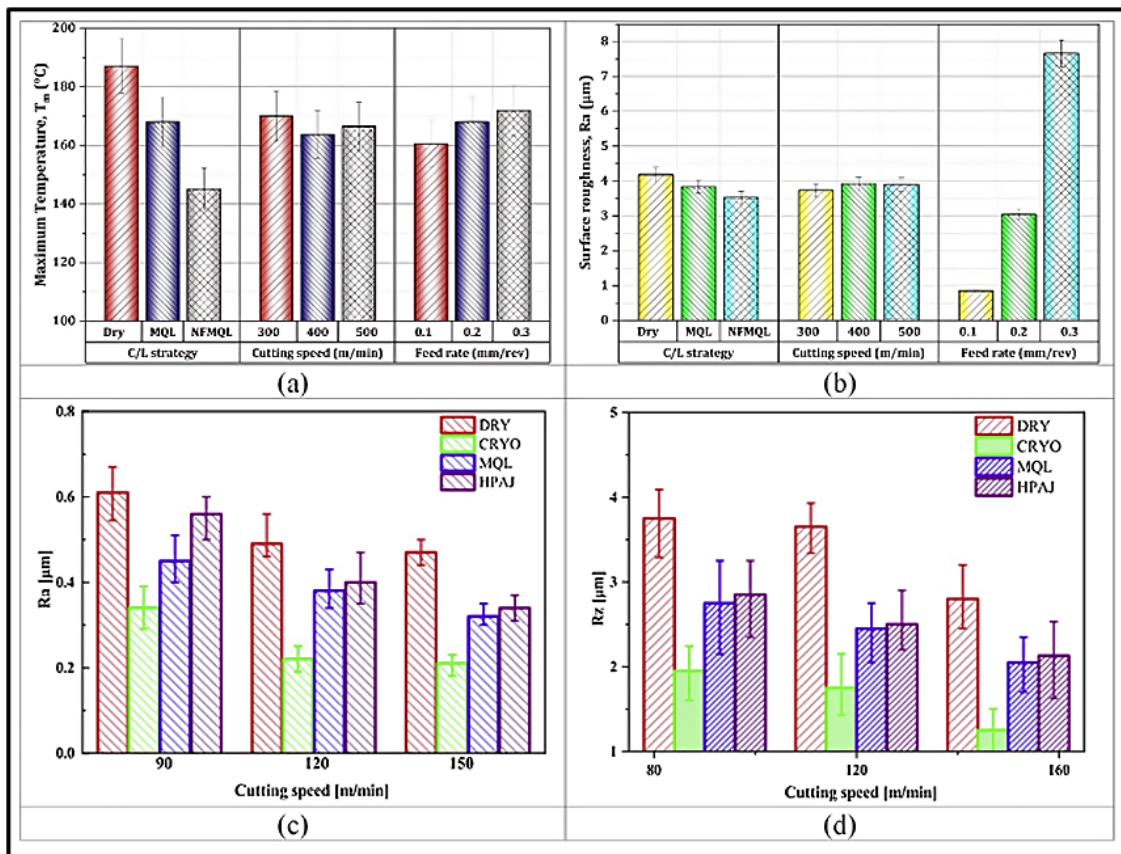 200
180
160
140
120
100
Maximum Temperature, Tm (°C)
Dry MQL NFMQL 300 400 500 0.1 0.2 0.3
C/L strategy Cutting speed (m/min) Feed rate (mm/rev)
(a)
8
7
6
5
4
3
2
1
0
Surface roughness, Ra (μm)
Dry MQL NFMQL 300 400 500 0.1 0.2 0.3
C/L strategy Cutting speed (m/min) Feed rate (mm/rev)
(b)
0.8
0.6
0.4
0.2
0.0
Ra [μm]
DRY
CRYO
MQL
HPAJ
90 120 150
Cutting speed [m/min]
(c)
5
4
3
2
1
Rz [μm]
DRY
CRYO
MQL
HPAJ
80 120 160
Cutting speed [m/min]
(d)